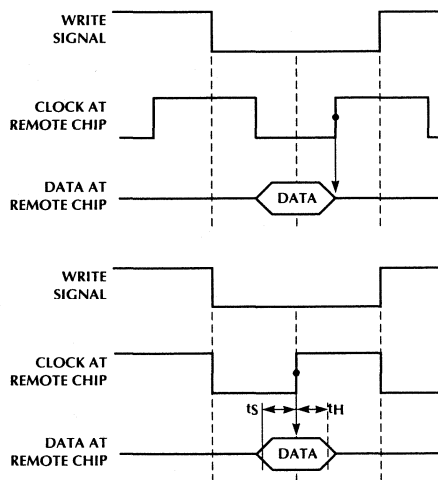 WRITE
SIGNAL
CLOCK AT
REMOTE CHIP
DATA AT
REMOTE CHIP
DATA
WRITE
SIGNAL
CLOCK AT
REMOTE CHIP
tS
tH
DATA AT
REMOTE CHIP
DATA